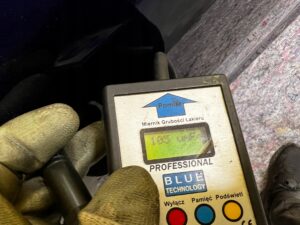 Pomiar
Miernik Grubości Lakieru
PROFESSIONAL
BLUE
TECHNOLOGY
Wyłącz Pamięć Podświetl